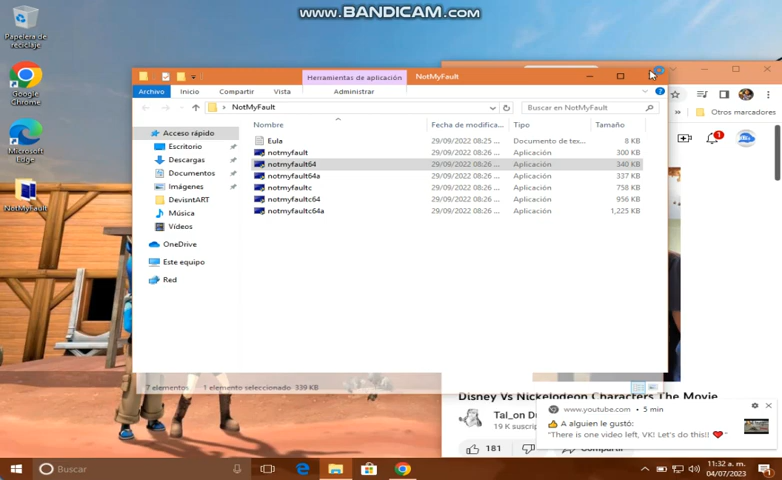 www.BANDICAM.com
Papelera de
reciclaje
Google
Chrome
Microsoft
Edge
NotMyFault
Herramientas de aplicación
NotMyFault
Archivo
Inicio
Compartir
Vista
Administrar
NotMyFault
Buscar en NotMyFault
Otros marcadores
Nombre
Fecha de modifica...
Tipo
Tamaño
Acceso rápido
Escritorio
Descargas
Documentos
Imágenes
DevisntART
Música
Vídeos
OneDrive
Este equipo
Red
Eula 29/09/2022 08:25 ... Documento de tex... 8 KB
notmyfault 29/09/2022 08:26 ... Aplicación 300 KB
notmyfault64 29/09/2022 08:26 ... Aplicación 340 KB
notmyfault64a 29/09/2022 08:26 ... Aplicación 337 KB
notmyfaultc 29/09/2022 08:26 ... Aplicación 758 KB
notmyfaultc64 29/09/2022 08:26 ... Aplicación 956 KB
notmyfaultc64a 29/09/2022 08:26 ... Aplicación 1,225 KB
7 elementos 1 elemento seleccionado 339 KB
1
Disney Vs Nickelodeon Characters The Movie
Tal_on
19 K
181
Compartir
www.youtube.com • 5 min
👍 A alguien le gustó:
"There is one video left, VK! Let's do this!! ❤"
Buscar
11:32 a. m.
04/07/2023